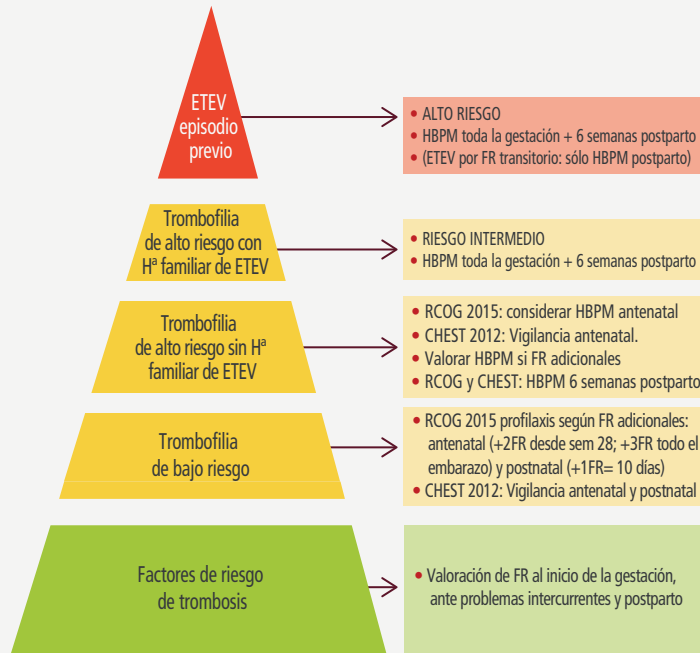 ETEV
episodio
previo
• ALTO RIESGO
• HBPM toda la gestación + 6 semanas postparto
• (ETEV por FR transitorio: sólo HBPM postparto)
Trombofilia
de alto riesgo con
Hª familiar de ETEV
• RIESGO INTERMEDIO
• HBPM toda la gestación + 6 semanas postparto
Trombofilia
de alto riesgo sin Hª
familiar de ETEV
• RCOG 2015: considerar HBPM antenatal
• CHEST 2012: Vigilancia antenatal.
• Valorar HBPM si FR adicionales
• RCOG y CHEST: HBPM 6 semanas postparto
Trombofilia
de bajo riesgo
• RCOG 2015 profilaxis según FR adicionales:
antenatal (+2FR desde sem 28; +3FR todo el
embarazo) y postnatal (+1FR= 10 días)
• CHEST 2012: Vigilancia antenatal y postnatal
Factores de riesgo
de trombosis
• Valoración de FR al inicio de la gestación,
ante problemas intercurrentes y postparto